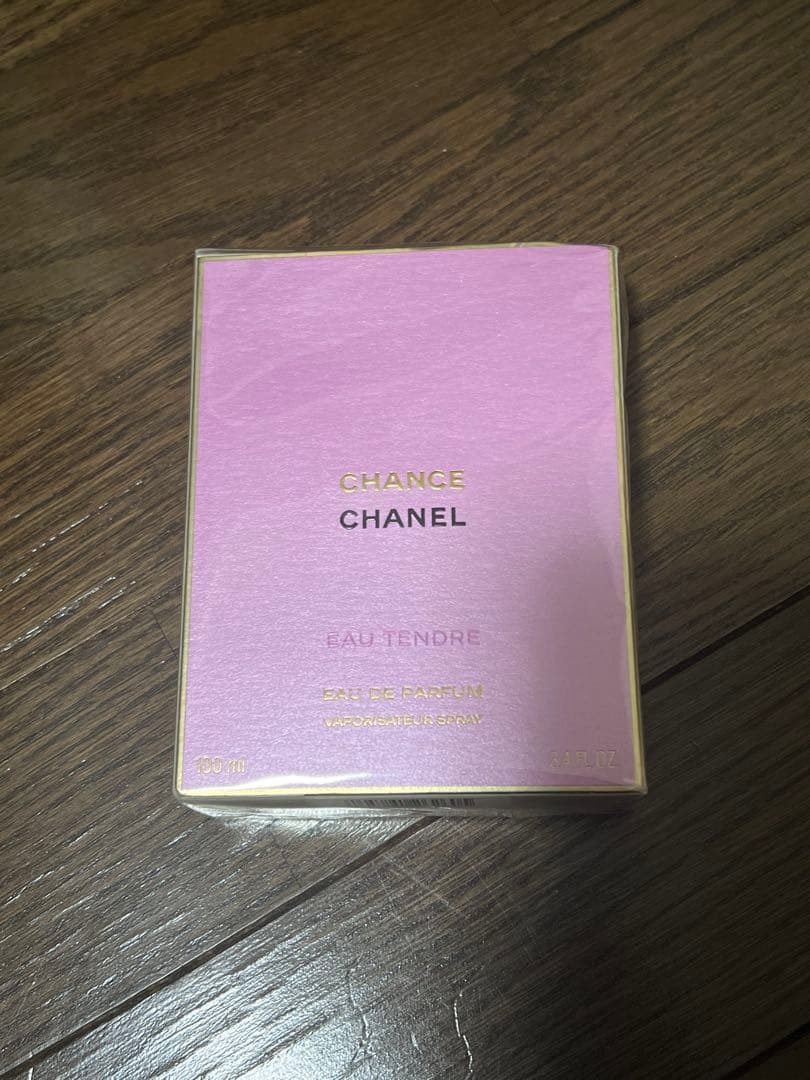 CHANCE
CHANEL
EAU TENDRE
EAU DE PARFUM
VAPORISATEUR SPRAY
100 ml
3.4 FL. OZ